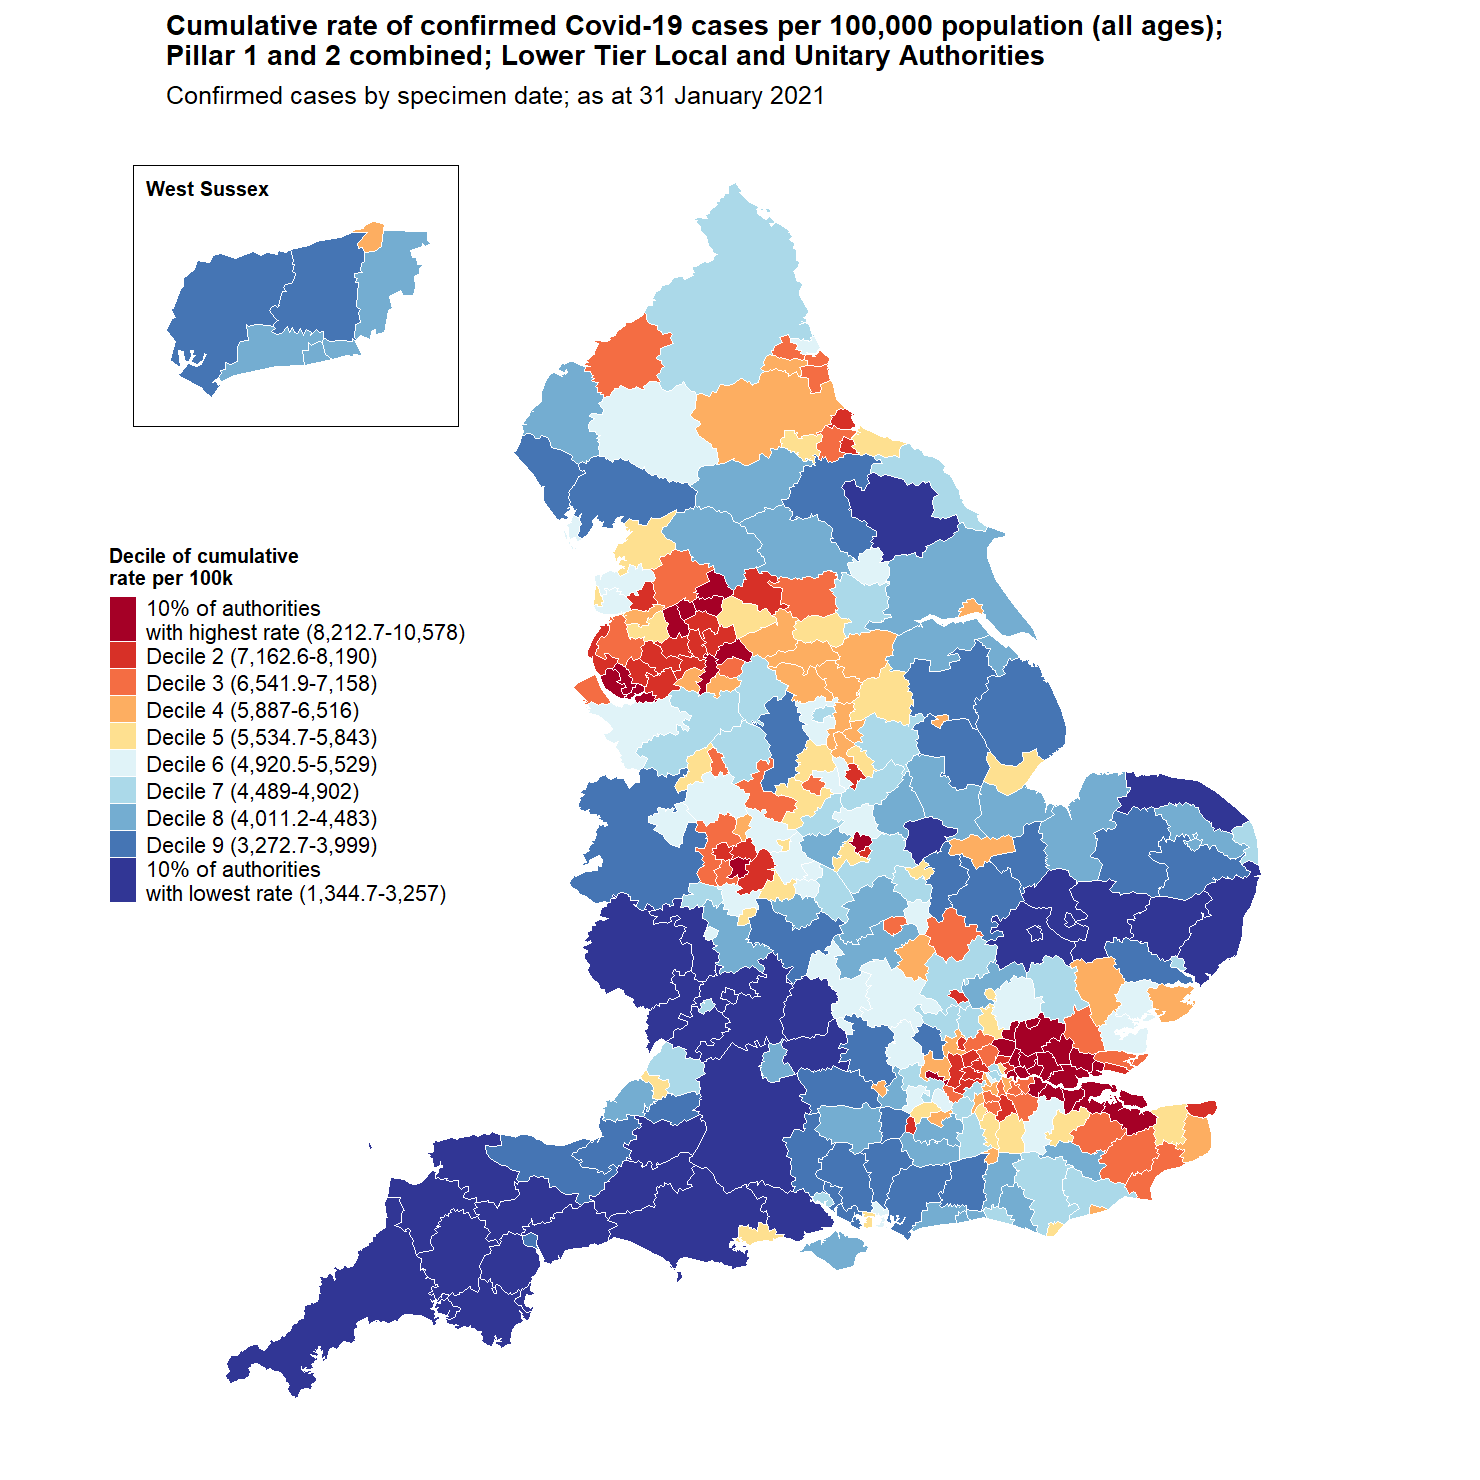 Cumulative rate of confirmed Covid-19 cases per 100,000 population (all ages);
Pillar 1 and 2 combined; Lower Tier Local and Unitary Authorities
Confirmed cases by specimen date; as at 31 January 2021
West Sussex
Decile of cumulative
rate per 100k
10% of authorities
with highest rate (8,212.7-10,578)
Decile 2 (7,162.6-8,190)
Decile 3 (6,541.9-7,158)
Decile 4 (5,887-6,516)
Decile 5 (5,534.7-5,843)
Decile 6 (4,920.5-5,529)
Decile 7 (4,489-4,902)
Decile 8 (4,011.2-4,483)
Decile 9 (3,272.7-3,999)
10% of authorities
with lowest rate (1,344.7-3,257)